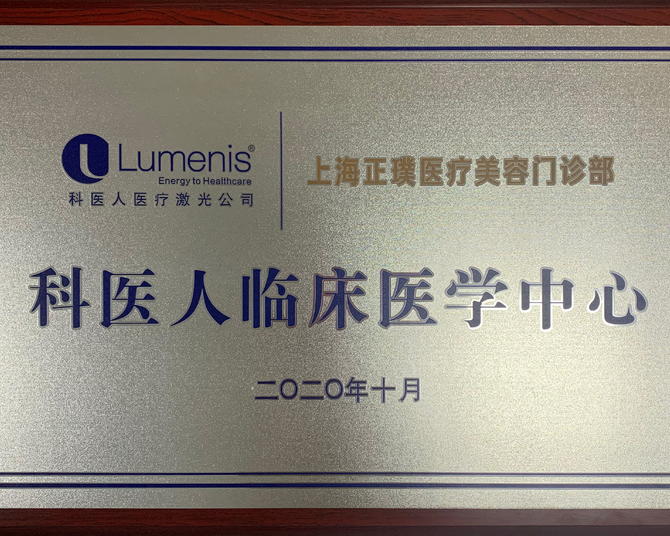 Lumenis®
Energy to Healthcare
科医人医疗激光公司
上海正璞医疗美容门诊部
科医人临床医学中心
二〇二〇年十月